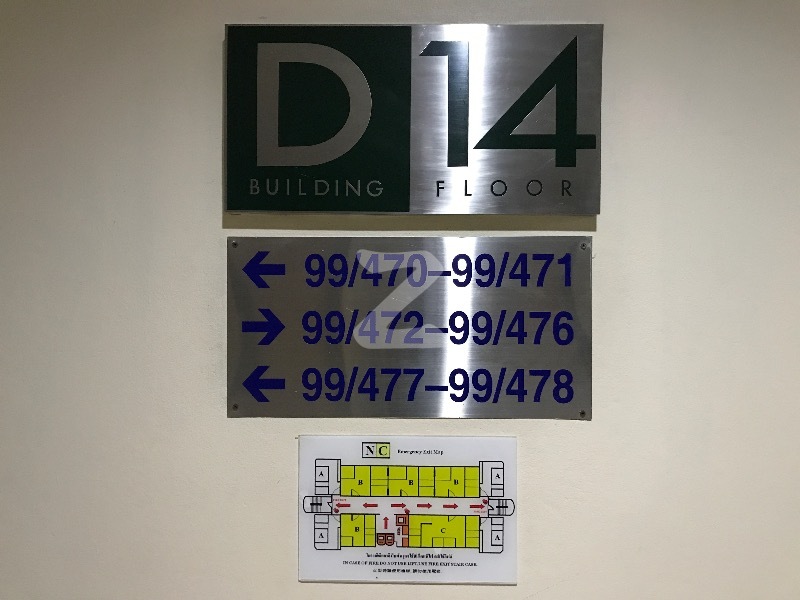 D 14
BUILDING FLOOR
← 99/470–99/471
→ 99/472–99/476
← 99/477–99/478
NC Emergency Exit Map
A B B B A
A B C A
IN CASE OF FIRE DO NOT USE LIFT, USE FIRE EXIT STAIR CASE.